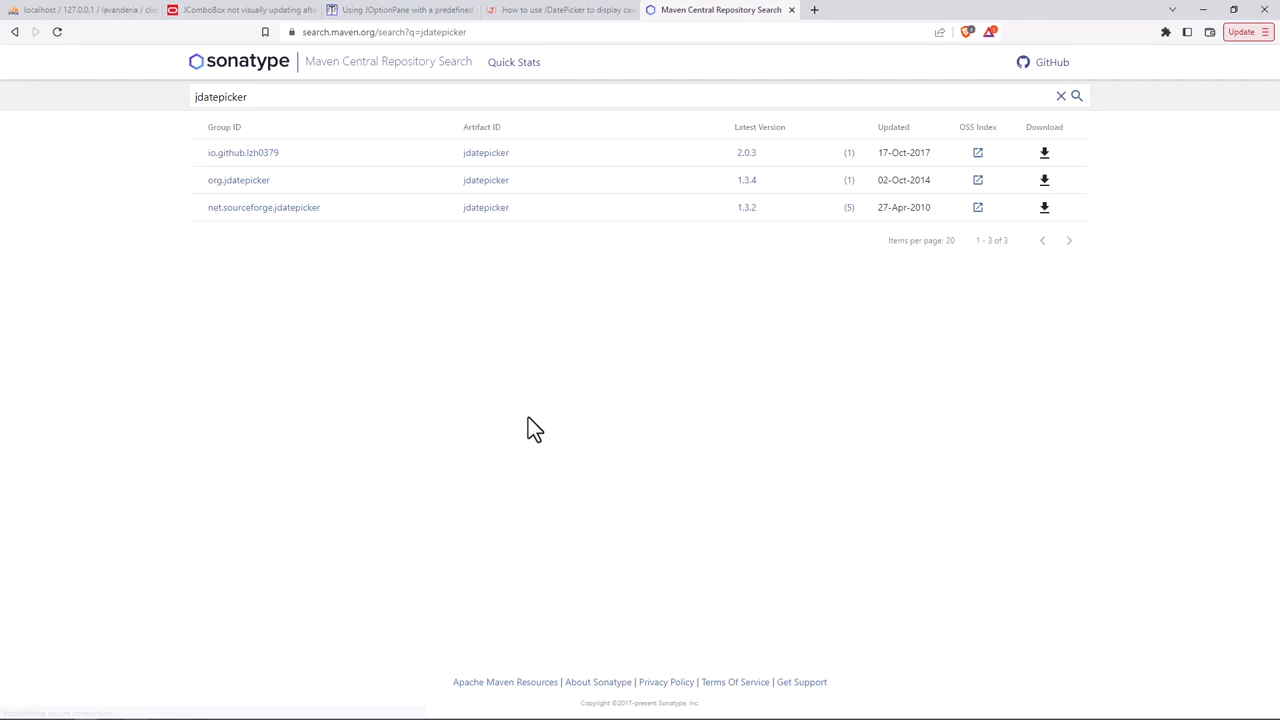 localhost / 127.0.0.1 / lavanderia / clie
JComboBox not visually updating afte
Using JOptionPane with a predefined
How to use JDatePicker to display cal
Maven Central Repository Search
search.maven.org/search?q=jdatepicker
Update
sonatype
Maven Central Repository Search
Quick Stats
GitHub
jdatepicker
Group ID Artifact ID Latest Version Updated OSS Index Download
io.github.lzh0379 jdatepicker 2.0.3 (1) 17-Oct-2017
org.jdatepicker jdatepicker 1.3.4 (1) 02-Oct-2014
net.sourceforge.jdatepicker jdatepicker 1.3.2 (5) 27-Apr-2010
Items per page: 20 1 - 3 of 3
Apache Maven Resources | About Sonatype | Privacy Policy | Terms Of Service | Get Support
Copyright ©2017-present Sonatype, Inc.
Establishing secure connection...